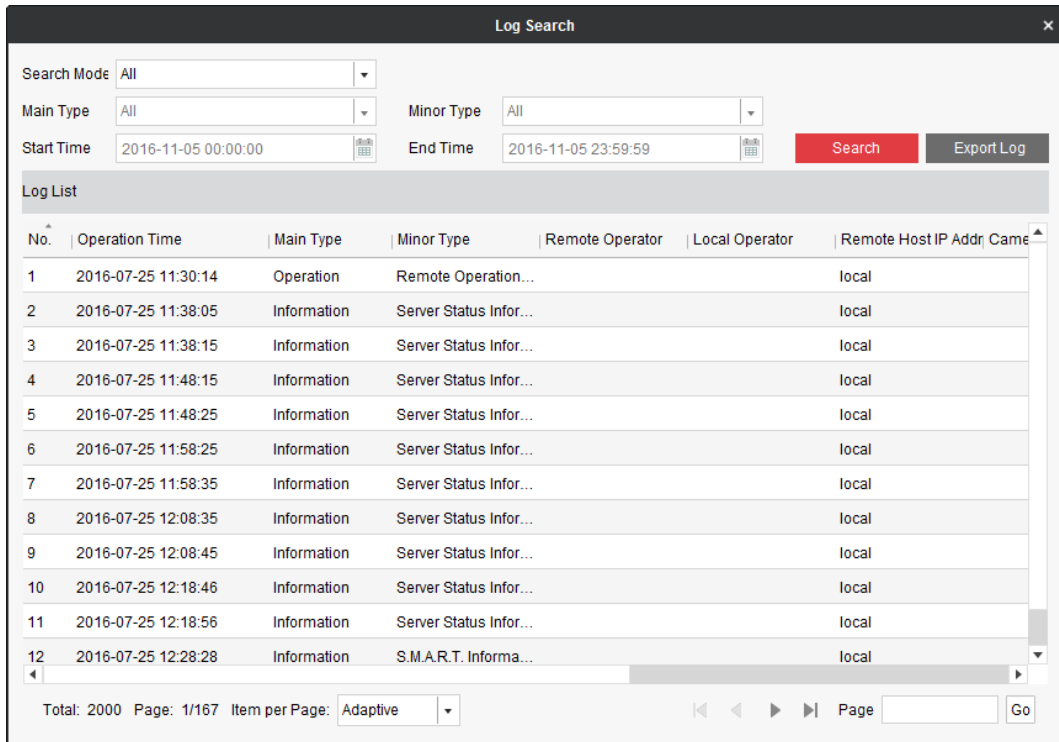 Log Search
Search Mode All
Main Type All Minor Type All
Start Time 2016-11-05 00:00:00 End Time 2016-11-05 23:59:59 Search Export Log
Log List
No. Operation Time Main Type Minor Type Remote Operator Local Operator Remote Host IP Addr Came
1 2016-07-25 11:30:14 Operation Remote Operation... local
2 2016-07-25 11:38:05 Information Server Status Infor... local
3 2016-07-25 11:38:15 Information Server Status Infor... local
4 2016-07-25 11:48:15 Information Server Status Infor... local
5 2016-07-25 11:48:25 Information Server Status Infor... local
6 2016-07-25 11:58:25 Information Server Status Infor... local
7 2016-07-25 11:58:35 Information Server Status Infor... local
8 2016-07-25 12:08:35 Information Server Status Infor... local
9 2016-07-25 12:08:45 Information Server Status Infor... local
10 2016-07-25 12:18:46 Information Server Status Infor... local
11 2016-07-25 12:18:56 Information Server Status Infor... local
12 2016-07-25 12:28:28 Information S.M.A.R.T. Informa... local
Total: 2000 Page: 1/167 Item per Page: Adaptive Page Go